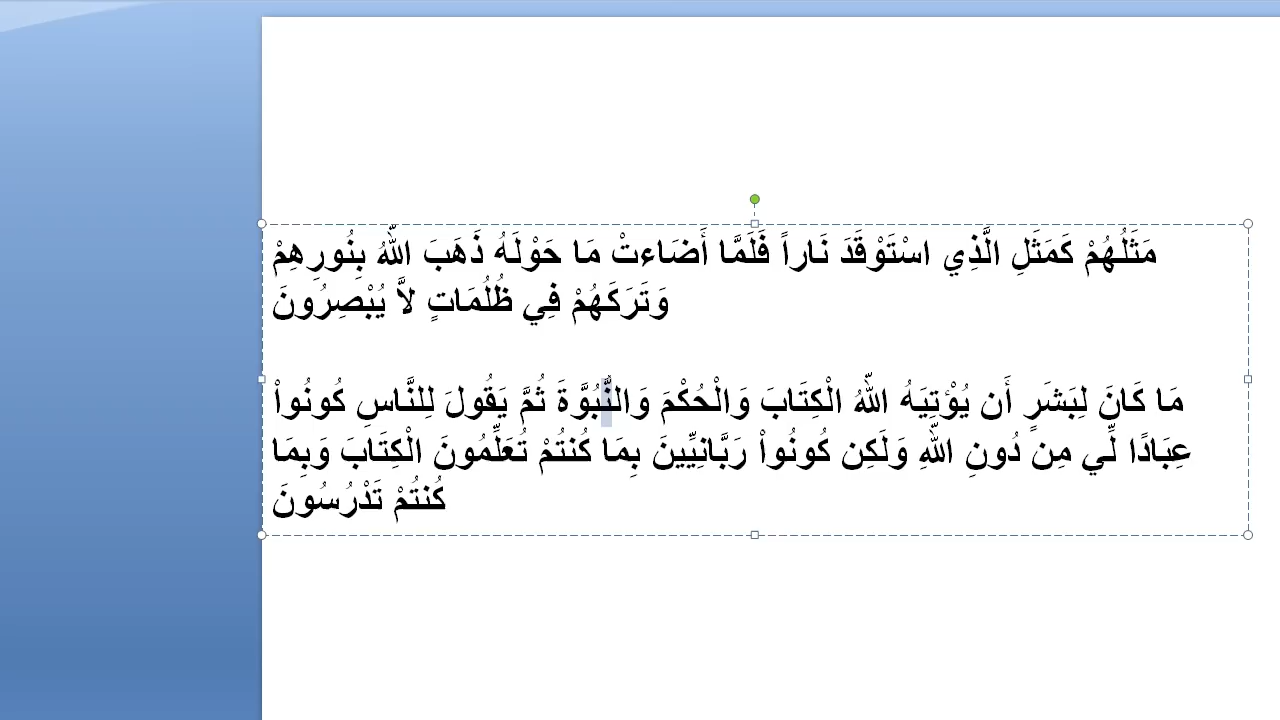 مَثَلُهُمْ كَمَثَلِ الَّذِي اسْتَوْقَدَ نَاراً فَلَمَّا أَضَاءتْ مَا حَوْلَهُ ذَهَبَ اللّهُ بِنُورِهِمْ
وَتَرَكَهُمْ فِي ظُلُمَاتٍ لاَّ يُبْصِرُونَ
مَا كَانَ لِبَشَرٍ أَن يُؤْتِيَهُ اللّهُ الْكِتَابَ وَالْحُكْمَ وَالنُّبُوَّةَ ثُمَّ يَقُولَ لِلنَّاسِ كُونُواْ
عِبَادًا لِّي مِن دُونِ اللّهِ وَلَكِن كُونُواْ رَبَّانِيِّينَ بِمَا كُنتُمْ تُعَلِّمُونَ الْكِتَابَ وَبِمَا
كُنتُمْ تَدْرُسُونَ